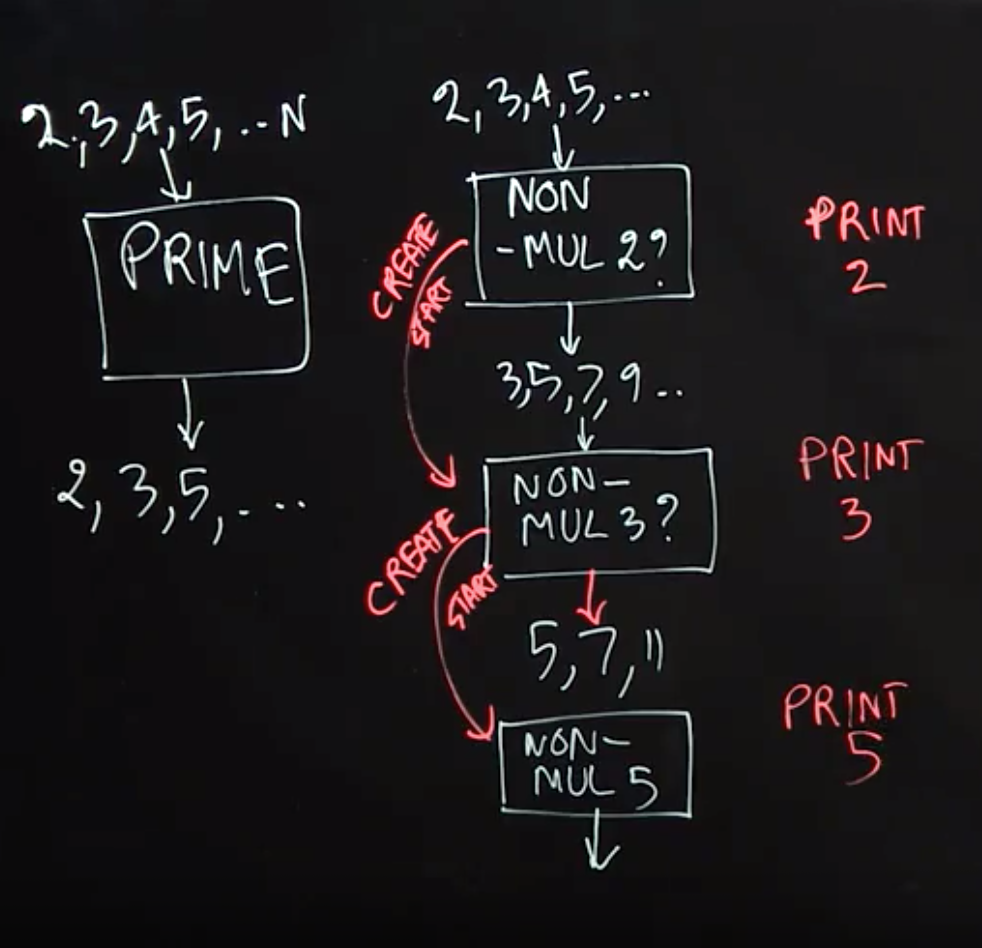 2,3,4,5,..N
PRIME
2,3,5,...
2,3,4,5,...
NON
-MUL 2?
CREATE
START
PRINT
2
3,5,7,9..
NON-
MUL 3?
CREATE
START
PRINT
3
5,7,11
NON-
MUL 5
PRINT
5